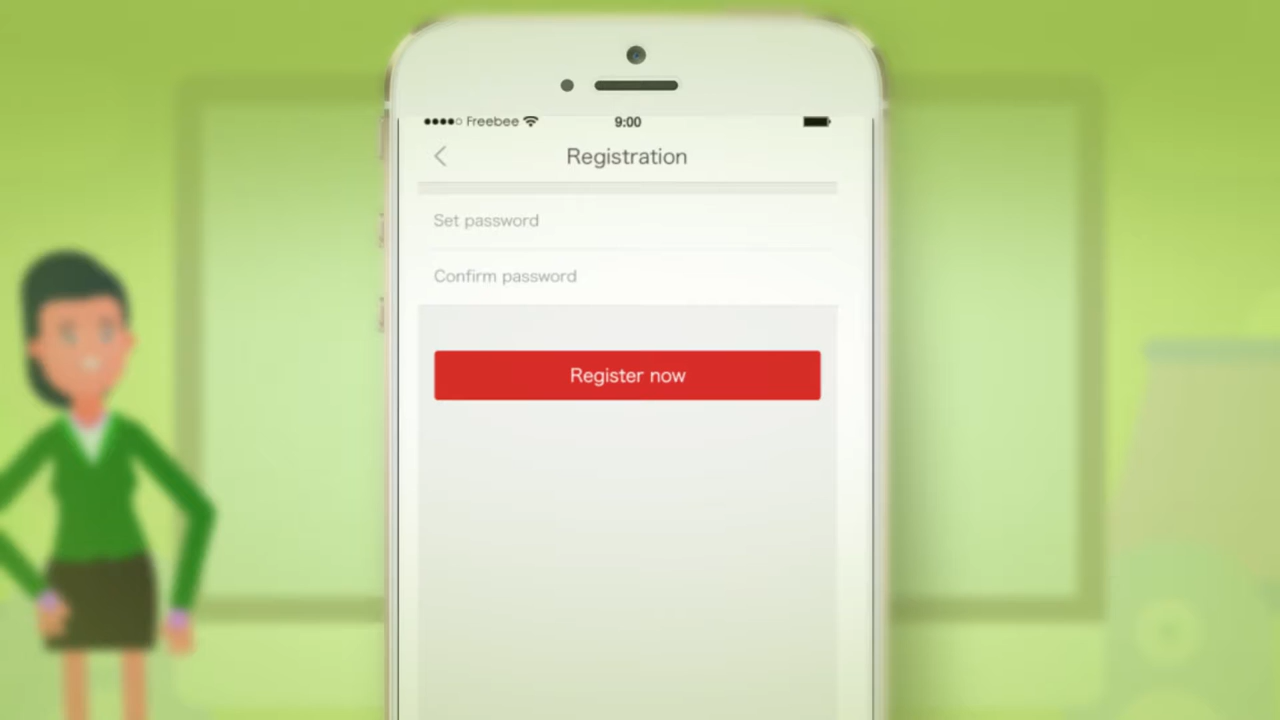 Freebee 9:00
Registration
Set password
Confirm password
Register now